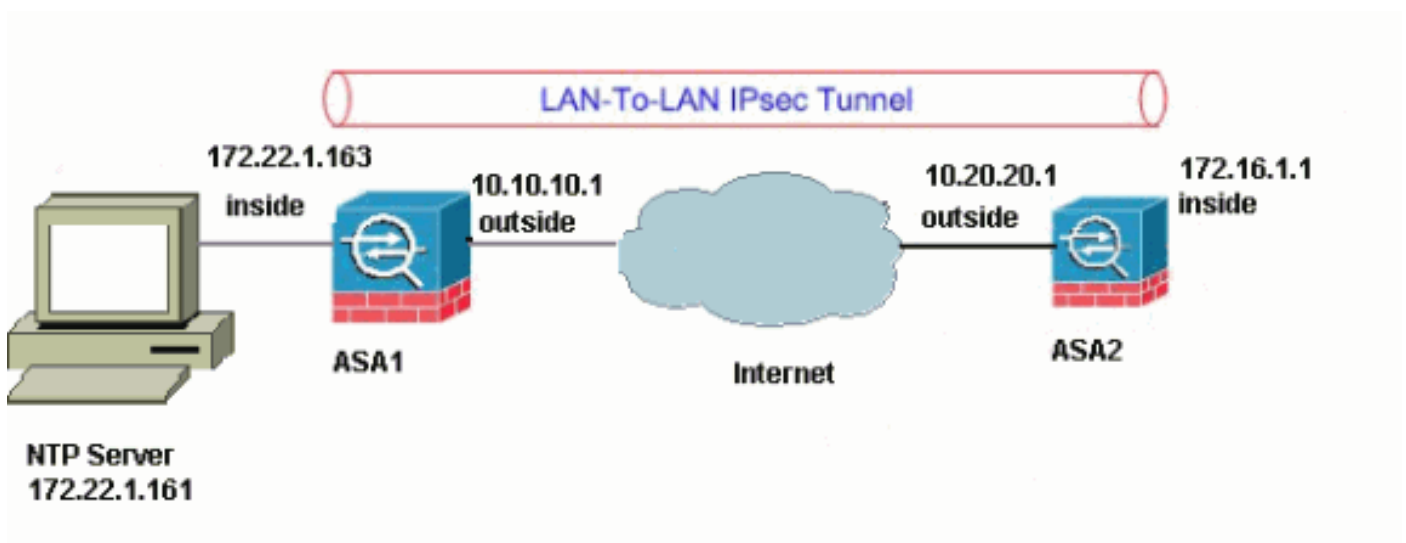 LAN-To-LAN IPsec Tunnel
172.22.1.163
inside
10.10.10.1
outside
10.20.20.1
outside
172.16.1.1
inside
ASA1
Internet
ASA2
NTP Server
172.22.1.161